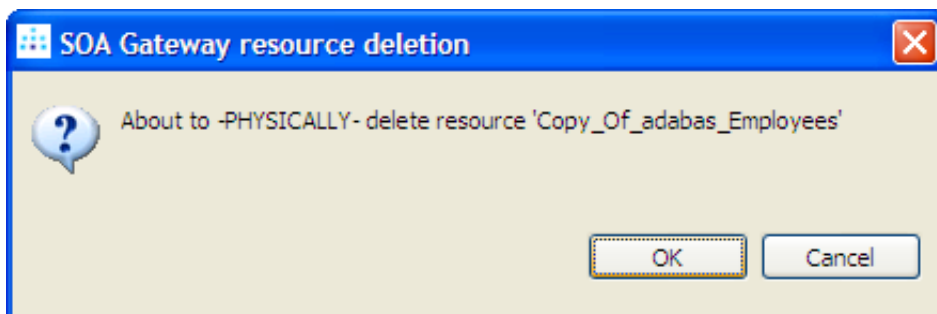 SOA Gateway resource deletion
About to -PHYSICALLY- delete resource 'Copy_Of_adabas_Employees'
OK
Cancel